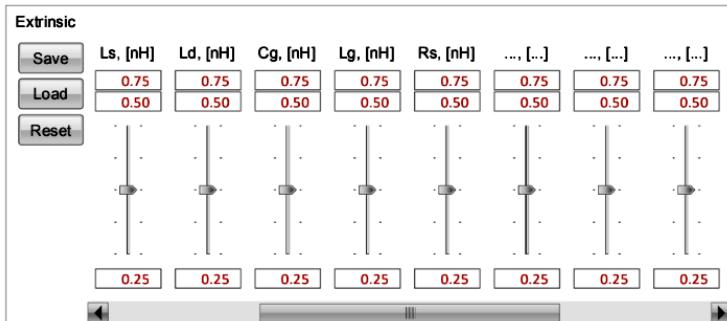 Extrinsic
Save
Load
Reset
Ls, [nH] Ld, [nH] Cg, [nH] Lg, [nH] Rs, [nH] ..., [...] ..., [...] ..., [...]
0.75 0.75 0.75 0.75 0.75 0.75 0.75 0.75
0.50 0.50 0.50 0.50 0.50 0.50 0.50 0.50
0.25 0.25 0.25 0.25 0.25 0.25 0.25 0.25